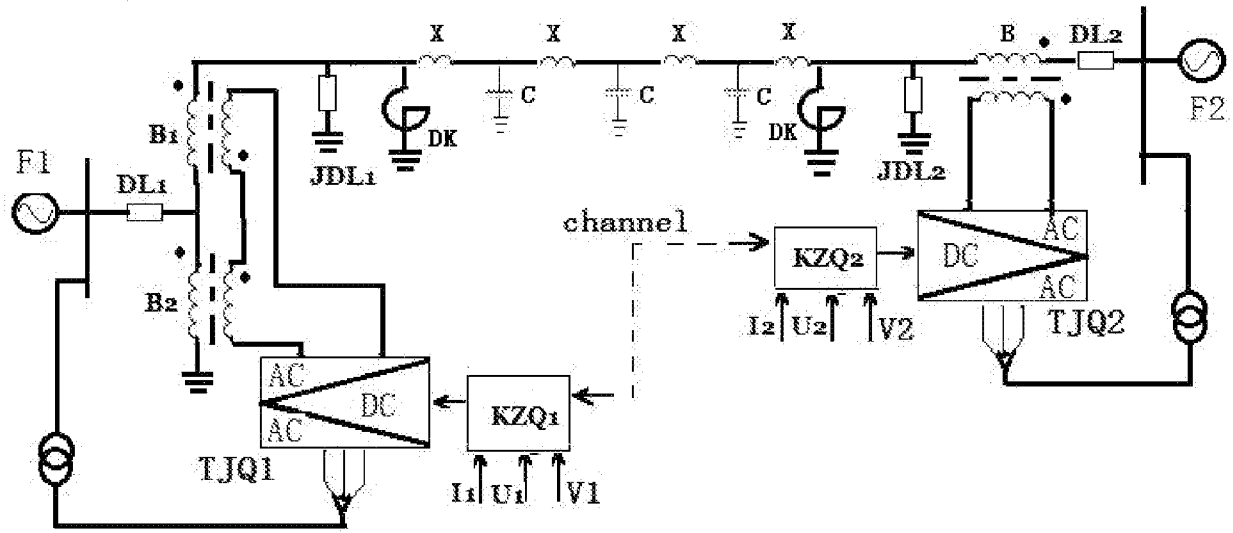 X X X X B DL2
C C C
F2
B1
DK DK
F1
JDL1 JDL2
DL1
channel
AC
DC
KZQ2
AC
B2
I2 U2 V2 TJQ2
AC
DC
KZQ1
AC
TJQ1
I1 U1 V1